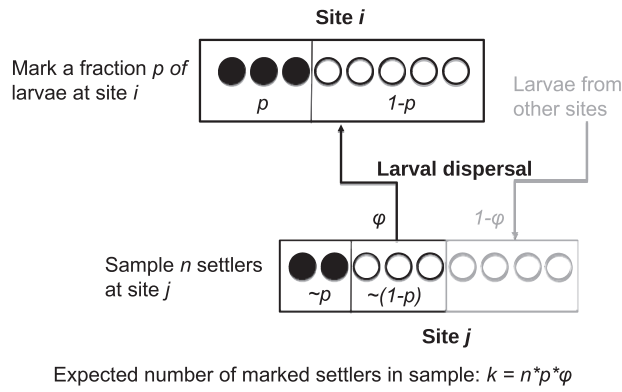 Site i
Mark a fraction p of
larvae at site i
p
1-p
Larvae from
other sites
Larval dispersal
φ
1-φ
Sample n settlers
at site j
~p
~(1-p)
Site j
Expected number of marked settlers in sample: k = n*p*φ